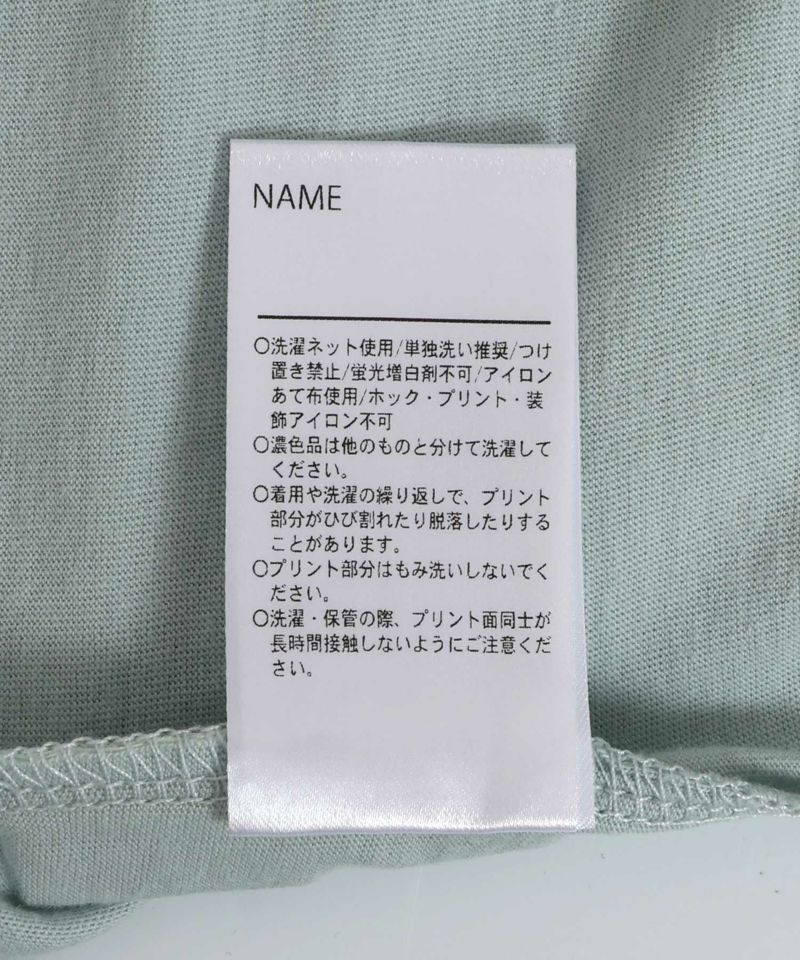 NAME
○洗濯ネット使用/単独洗い推奨/つけ
置き禁止/蛍光増白剤不可/アイロン
あて布使用/ホック・プリント・装
飾アイロン不可
○濃色品は他のものと分けて洗濯して
ください。
○着用や洗濯の繰り返しで、プリント
部分がひび割れたり脱落したりする
ことがあります。
○プリント部分はもみ洗いしないでく
ださい。
○洗濯・保管の際、プリント面同士が
長時間接触しないようにご注意くだ
さい。